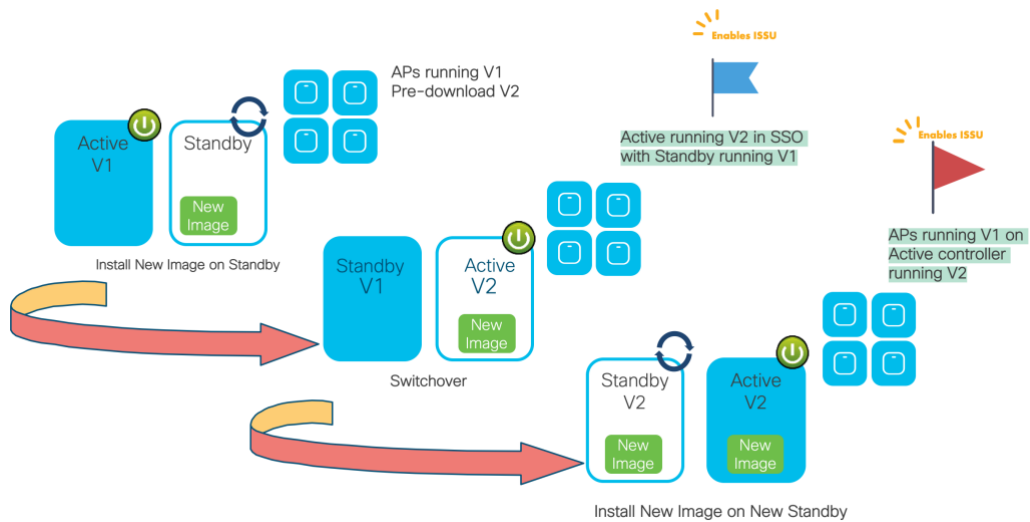 APs running V1
Pre-download V2
Active
V1
Standby
New
Image
Install New Image on Standby
Enables ISSU
Active running V2 in SSO
with Standby running V1
Enables ISSU
APs running V1 on
Active controller
running V2
Standby
V1
Active
V2
New
Image
Switchover
Standby
V2
New
Image
Active
V2
New
Image
Install New Image on New Standby